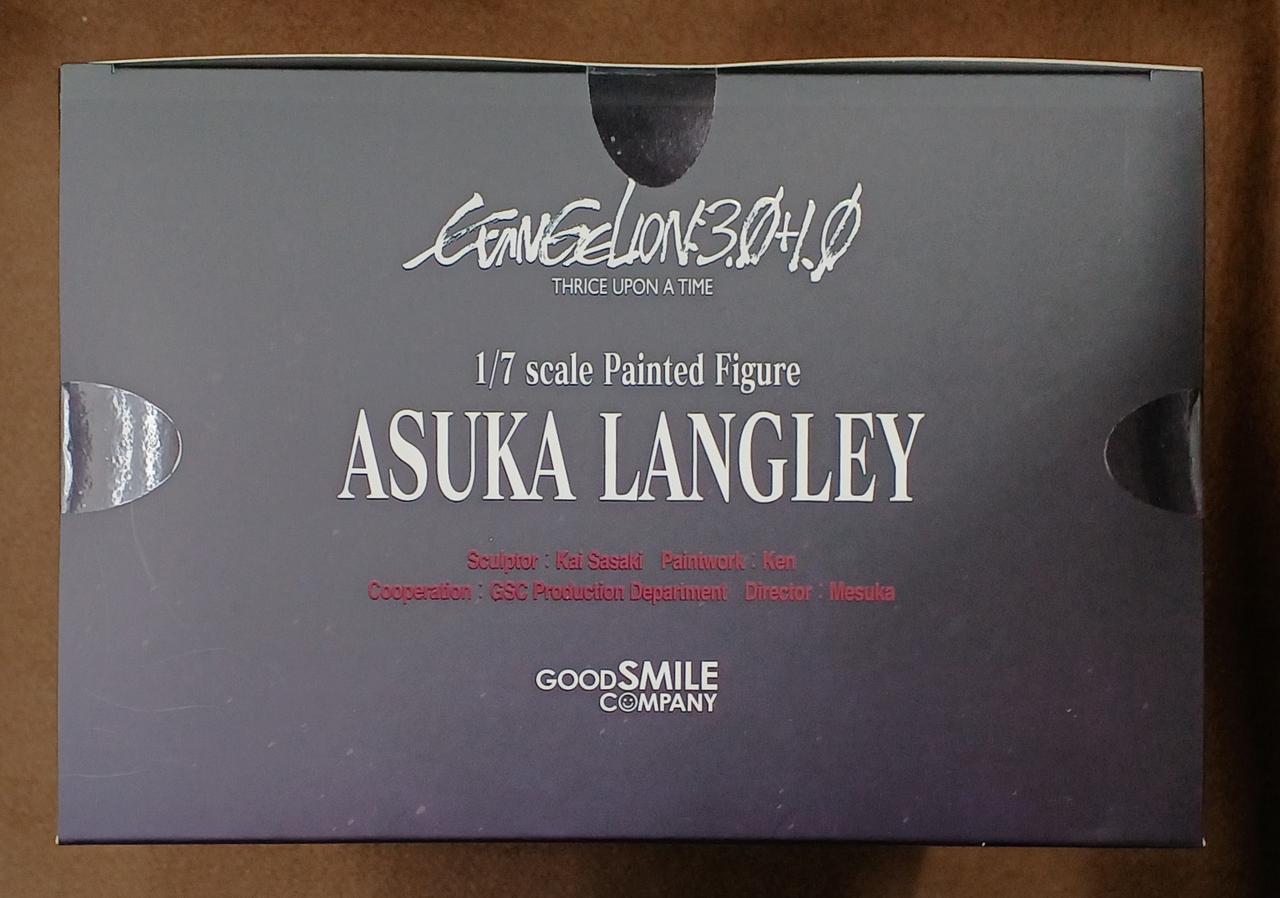 EVANGELION:3.0+1.0
THRICE UPON A TIME
1/7 scale Painted Figure
ASUKA LANGLEY
Sculptor : Kai Sasaki Paintwork : Ken
Cooperation : GSC Production Department Director : Mesuka
GOOD SMILE
COMPANY